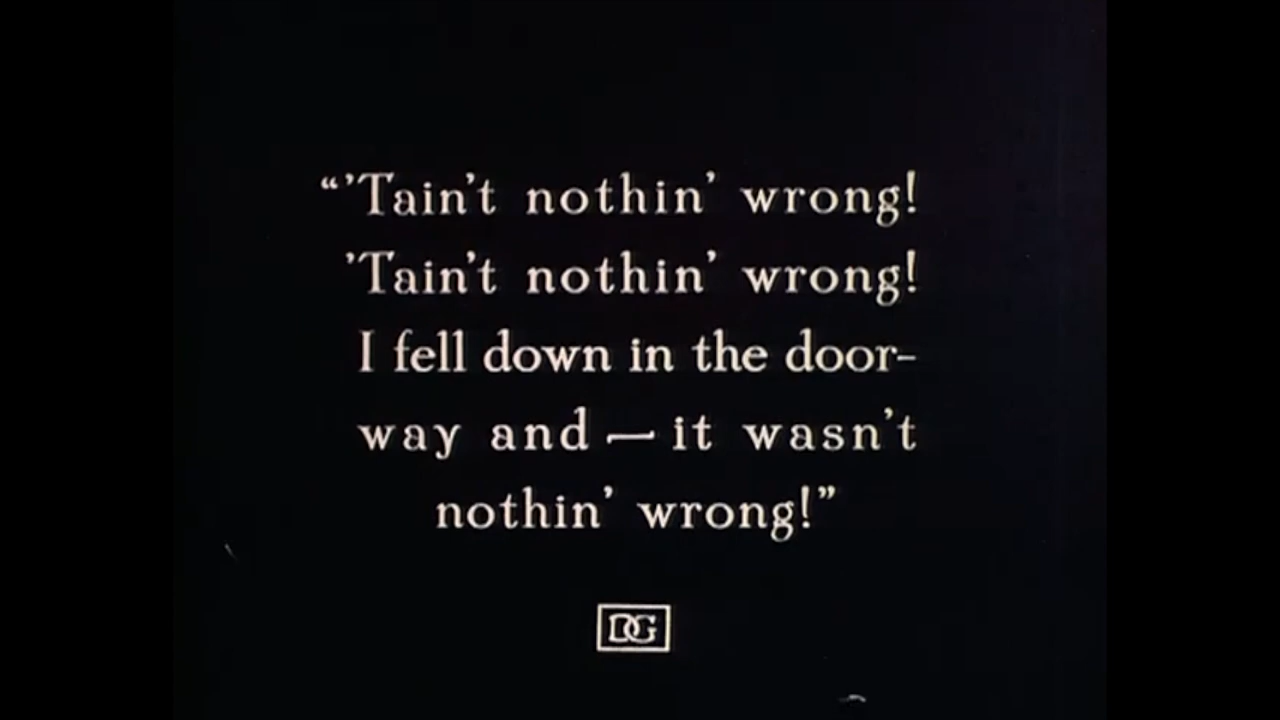 “’Tain’t nothin’ wrong!
’Tain’t nothin’ wrong!
I fell down in the door-
way and — it wasn’t
nothin’ wrong!”
DG